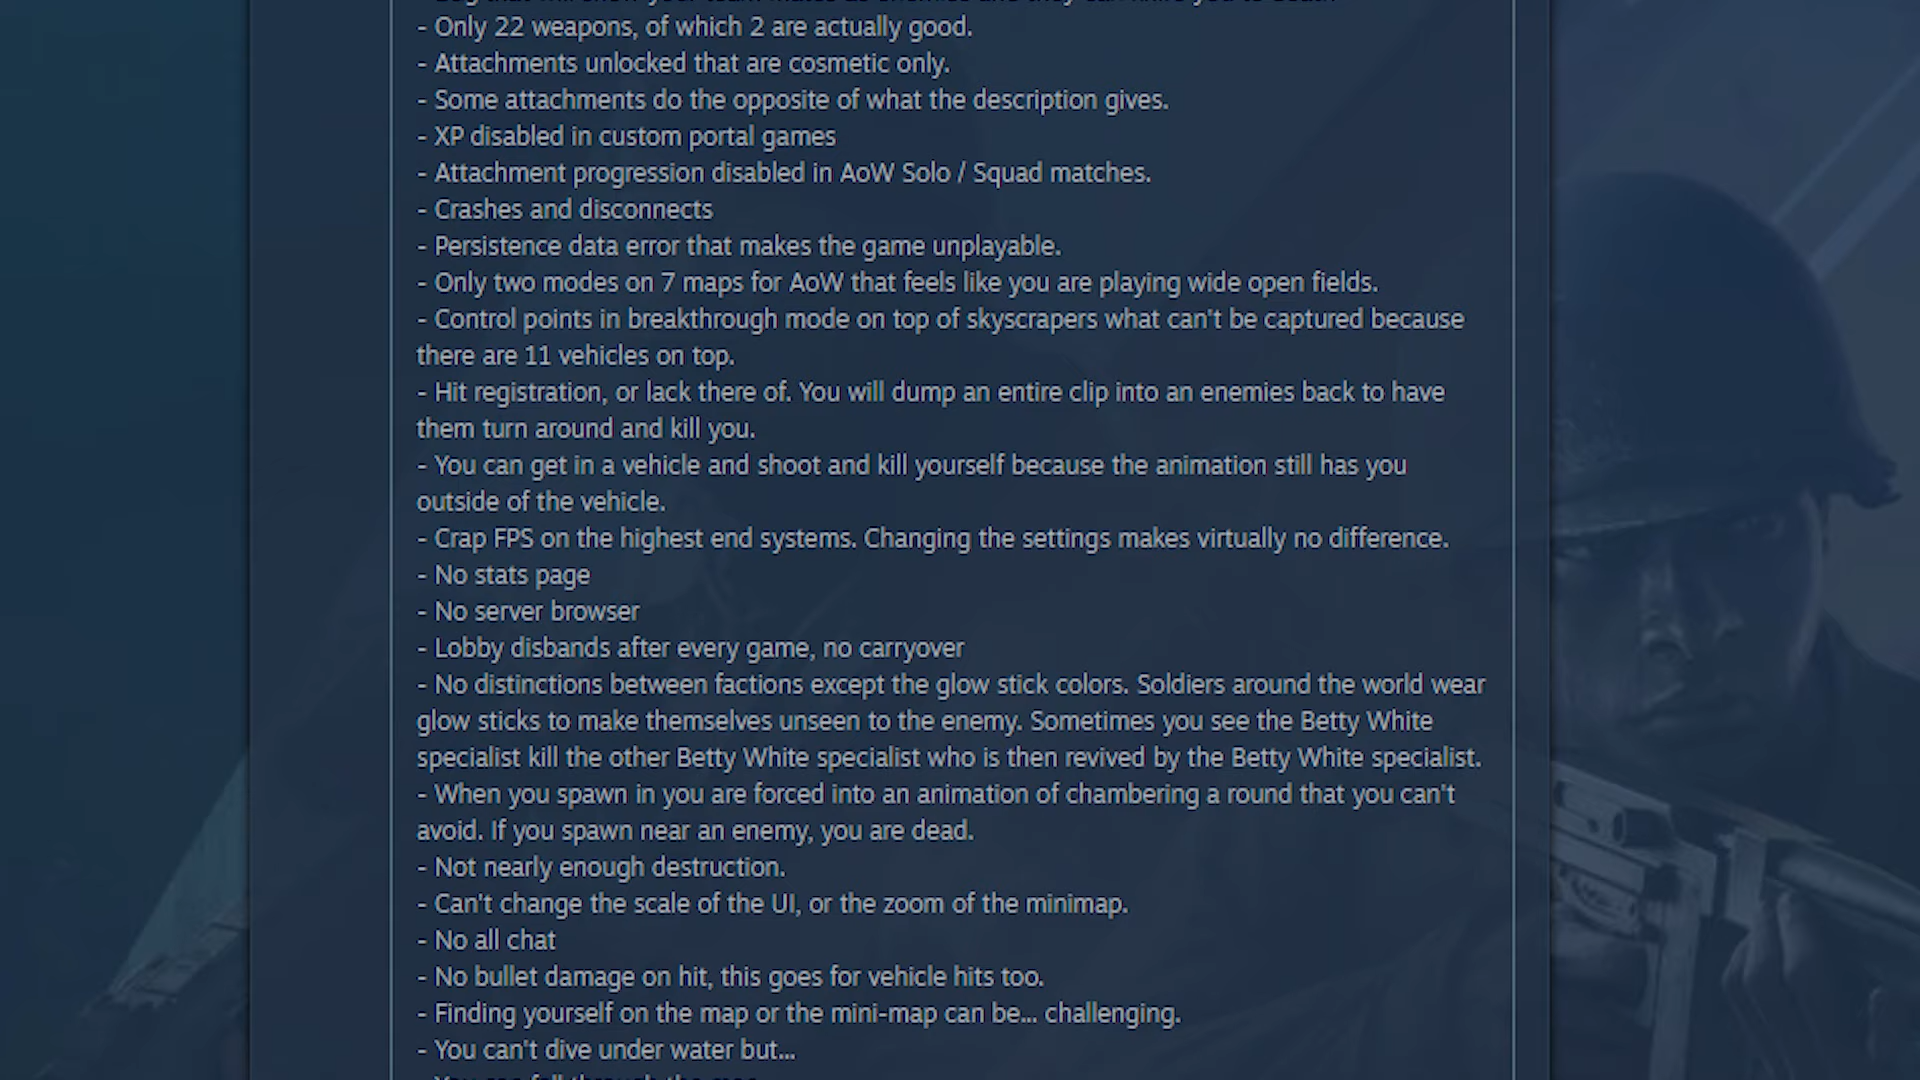 - Only 22 weapons, of which 2 are actually good.
- Attachments unlocked that are cosmetic only.
- Some attachments do the opposite of what the description gives.
- XP disabled in custom portal games
- Attachment progression disabled in AoW Solo / Squad matches.
- Crashes and disconnects
- Persistence data error that makes the game unplayable.
- Only two modes on 7 maps for AoW that feels like you are playing wide open fields.
- Control points in breakthrough mode on top of skyscrapers what can't be captured because
there are 11 vehicles on top.
- Hit registration, or lack there of. You will dump an entire clip into an enemies back to have
them turn around and kill you.
- You can get in a vehicle and shoot and kill yourself because the animation still has you
outside of the vehicle.
- Crap FPS on the highest end systems. Changing the settings makes virtually no difference.
- No stats page
- No server browser
- Lobby disbands after every game, no carryover
- No distinctions between factions except the glow stick colors. Soldiers around the world wear
glow sticks to make themselves unseen to the enemy. Sometimes you see the Betty White
specialist kill the other Betty White specialist who is then revived by the Betty White specialist.
- When you spawn in you are forced into an animation of chambering a round that you can't
avoid. If you spawn near an enemy, you are dead.
- Not nearly enough destruction.
- Can't change the scale of the UI, or the zoom of the minimap.
- No all chat
- No bullet damage on hit, this goes for vehicle hits too.
- Finding yourself on the map or the mini-map can be... challenging.
- You can't dive under water but...